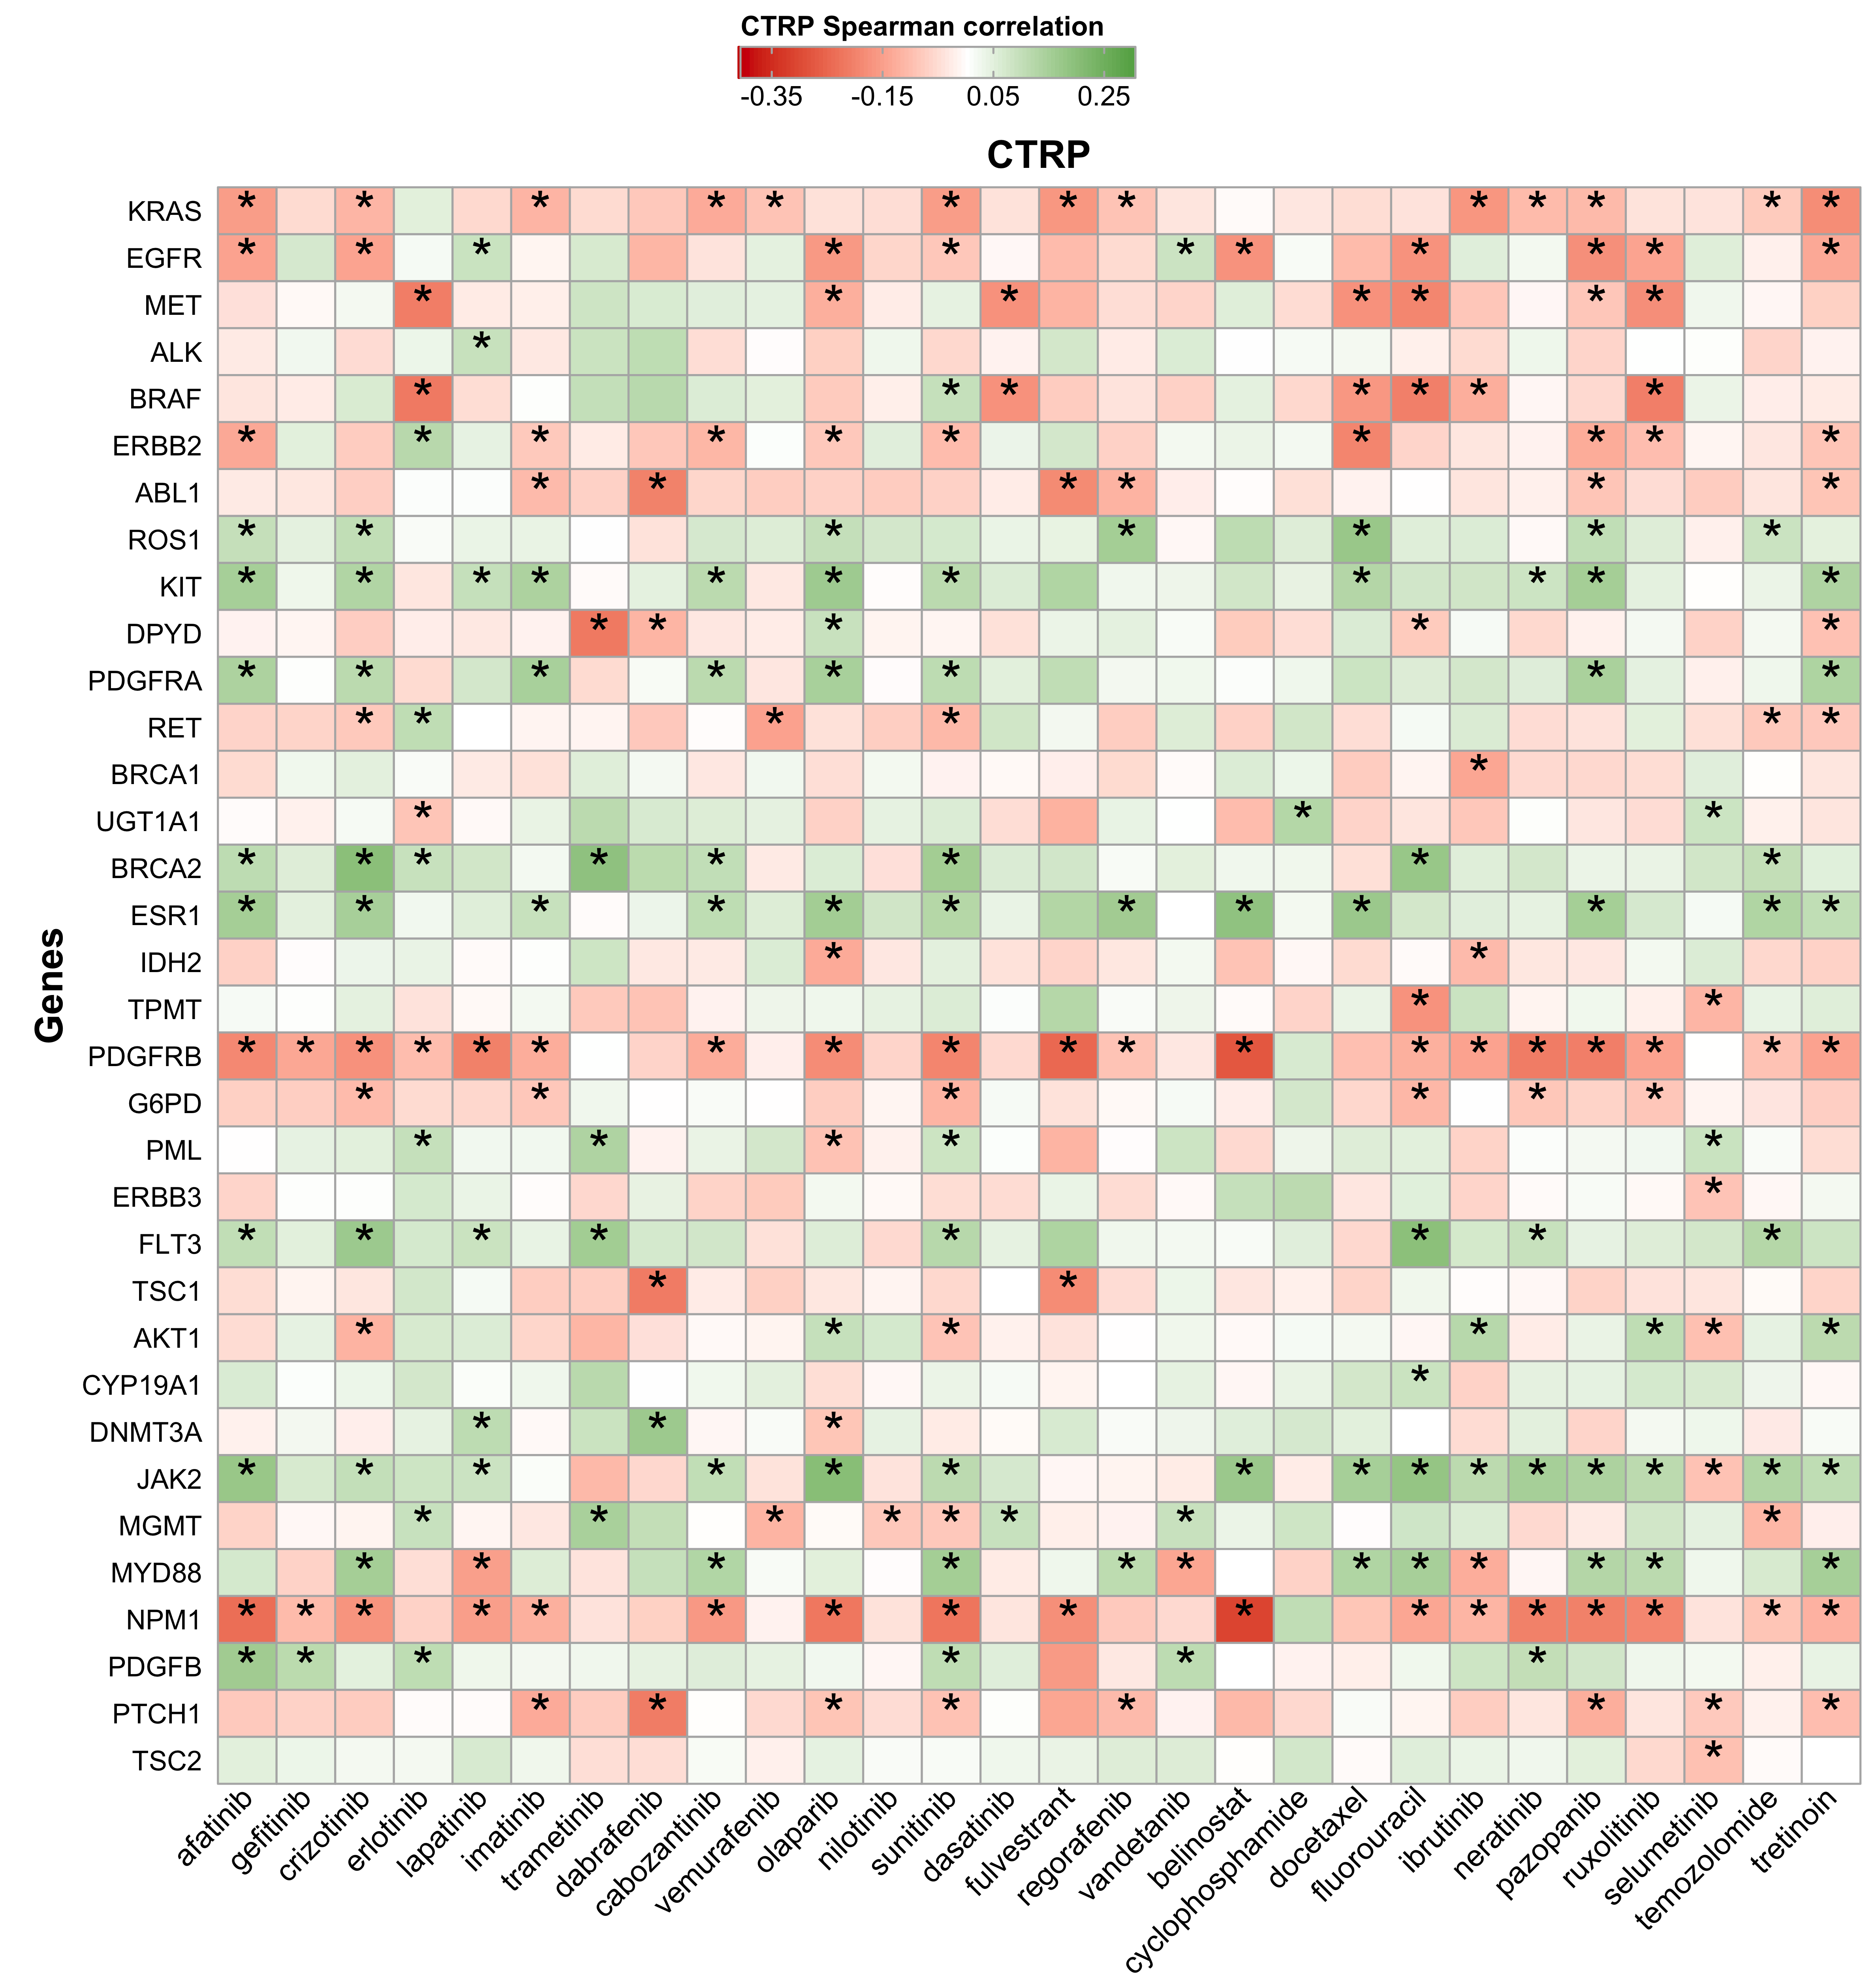 CTRP Spearman correlation
-0.35 -0.15 0.05 0.25
CTRP
Genes
KRAS * * * * * * * * * * * * *
EGFR * * * * * * * * * * *
MET * * * * * * *
ALK *
BRAF * * * * * * *
ERBB2 * * * * * * * * * *
ABL1 * * * * * *
ROS1 * * * * * * *
KIT * * * * * * * * * * *
DPYD * * * * *
PDGFRA * * * * * * * *
RET * * * * * *
BRCA1 *
UGT1A1 * * *
BRCA2 * * * * * * * *
ESR1 * * * * * * * * * * * *
IDH2 * *
TPMT * *
PDGFRB * * * * * * * * * * * * * * * * * *
G6PD * * * * * *
PML * * * * *
ERBB3 *
FLT3 * * * * * * * *
TSC1 * *
AKT1 * * * * * * *
CYP19A1 *
DNMT3A * * *
JAK2 * * * * * * * * * * * * * * *
MGMT * * * * * * * *
MYD88 * * * * * * * * * * * *
NPM1 * * * * * * * * * * * * * * * * *
PDGFB * * * * * *
PTCH1 * * * * * * * *
TSC2 *
afatinib
gefitinib
crizotinib
erlotinib
lapatinib
imatinib
trametinib
dabrafenib
cabozantinib
vemurafenib
olaparib
nilotinib
sunitinib
dasatinib
fulvestrant
regorafenib
vandetanib
belinostat
cyclophosphamide
docetaxel
fluorouracil
ibrutinib
neratinib
pazopanib
ruxolitinib
selumetinib
temozolomide
tretinoin